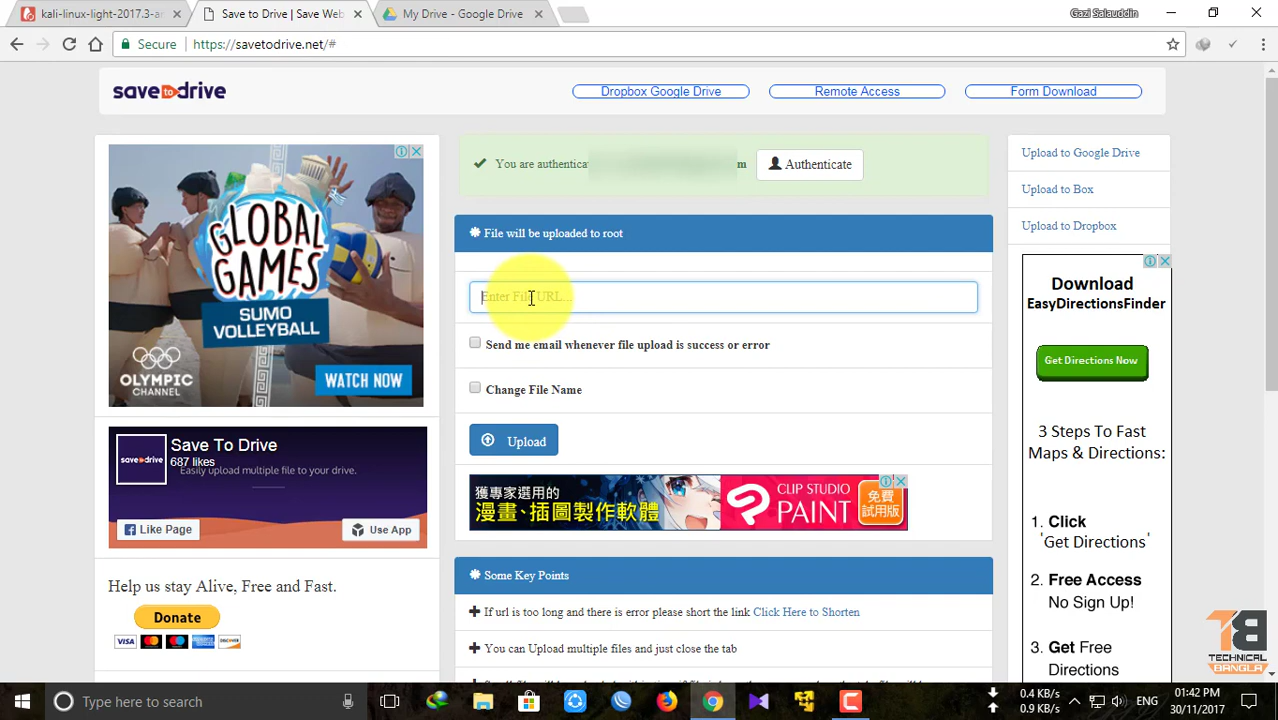 kali-linux-light-2017.3-ar
Save to Drive | Save Web
My Drive - Google Drive
Gazi Salauddin
Secure
https://savetodrive.net/#
save to drive
Dropbox Google Drive
Remote Access
Form Download
GLOBAL GAMES
SUMO VOLLEYBALL
OLYMPIC CHANNEL
WATCH NOW
You are authentica
m
Authenticate
Upload to Google Drive
Upload to Box
Upload to Dropbox
File will be uploaded to root
Enter File URL...
Send me email whenever file upload is success or error
Change File Name
Upload
Download
EasyDirectionsFinder
Get Directions Now
3 Steps To Fast
Maps & Directions:
1. Click
'Get Directions'
2. Free Access
No Sign Up!
3. Get Free
Directions
save to drive
Save To Drive
687 likes
Easily upload multiple file to your drive.
Like Page
Use App
獲專家選用的
漫畫、插圖製作軟體
CLIP STUDIO
PAINT
免費
試用版
Help us stay Alive, Free and Fast.
Donate
VISA
DISCOVER
Some Key Points
If url is too long and there is error please short the link Click Here to Shorten
You can Upload multiple files and just close the tab
TB
TECHNICAL
BANGLA
Type here to search
0.4 KB/s
0.9 KB/s
ENG
01:42 PM
30/11/2017